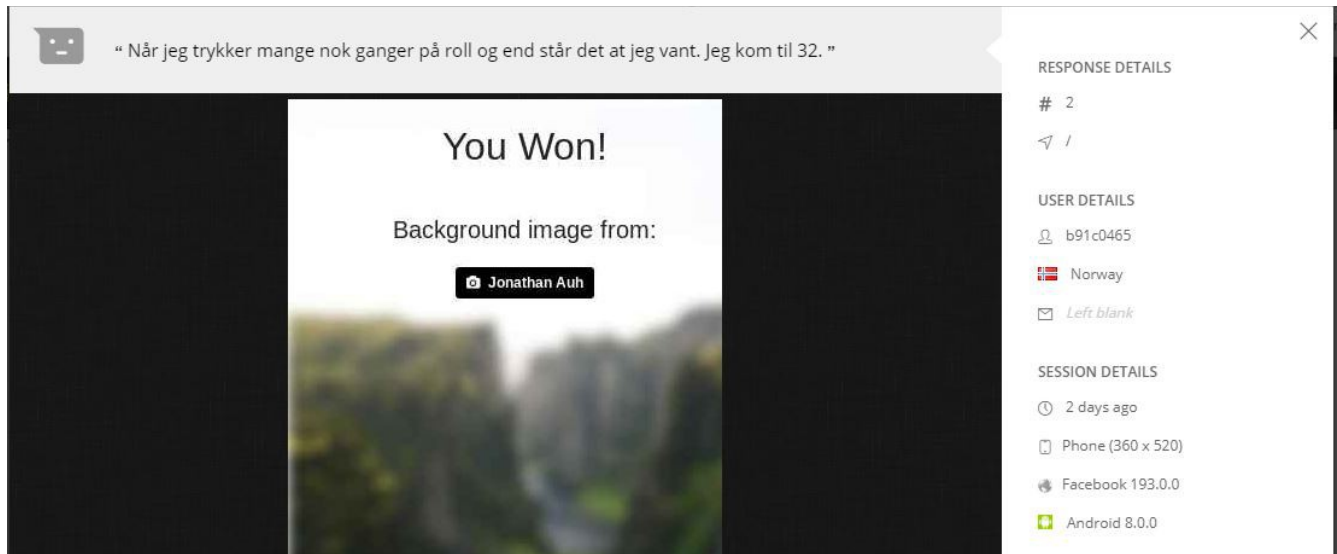 “ Når jeg trykker mange nok ganger på roll og end står det at jeg vant. Jeg kom til 32. ”
You Won!
Background image from:
Jonathan Auh
RESPONSE DETAILS
# 2
/
USER DETAILS
b91c0465
Norway
Left blank
SESSION DETAILS
2 days ago
Phone (360 x 520)
Facebook 193.0.0
Android 8.0.0